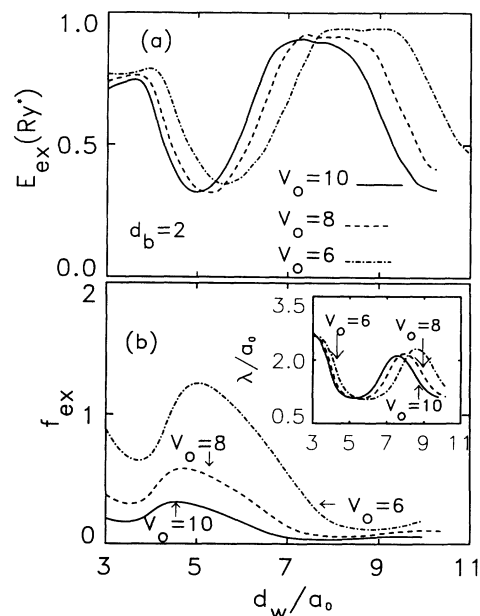 1.0
(a)
E_ex(Ry*)
0.5
V_o=10
d_b=2
V_o=8
V_o=6
0.0
2
(b)
f_ex
1
0
V_o=8
V_o=10
V_o=6
3.5
λ/a_o
2.0
0.5
V_o=6
V_o=8
V_o=10
3 5 7 9 11
3 5 7 9 11
d_w/a_o